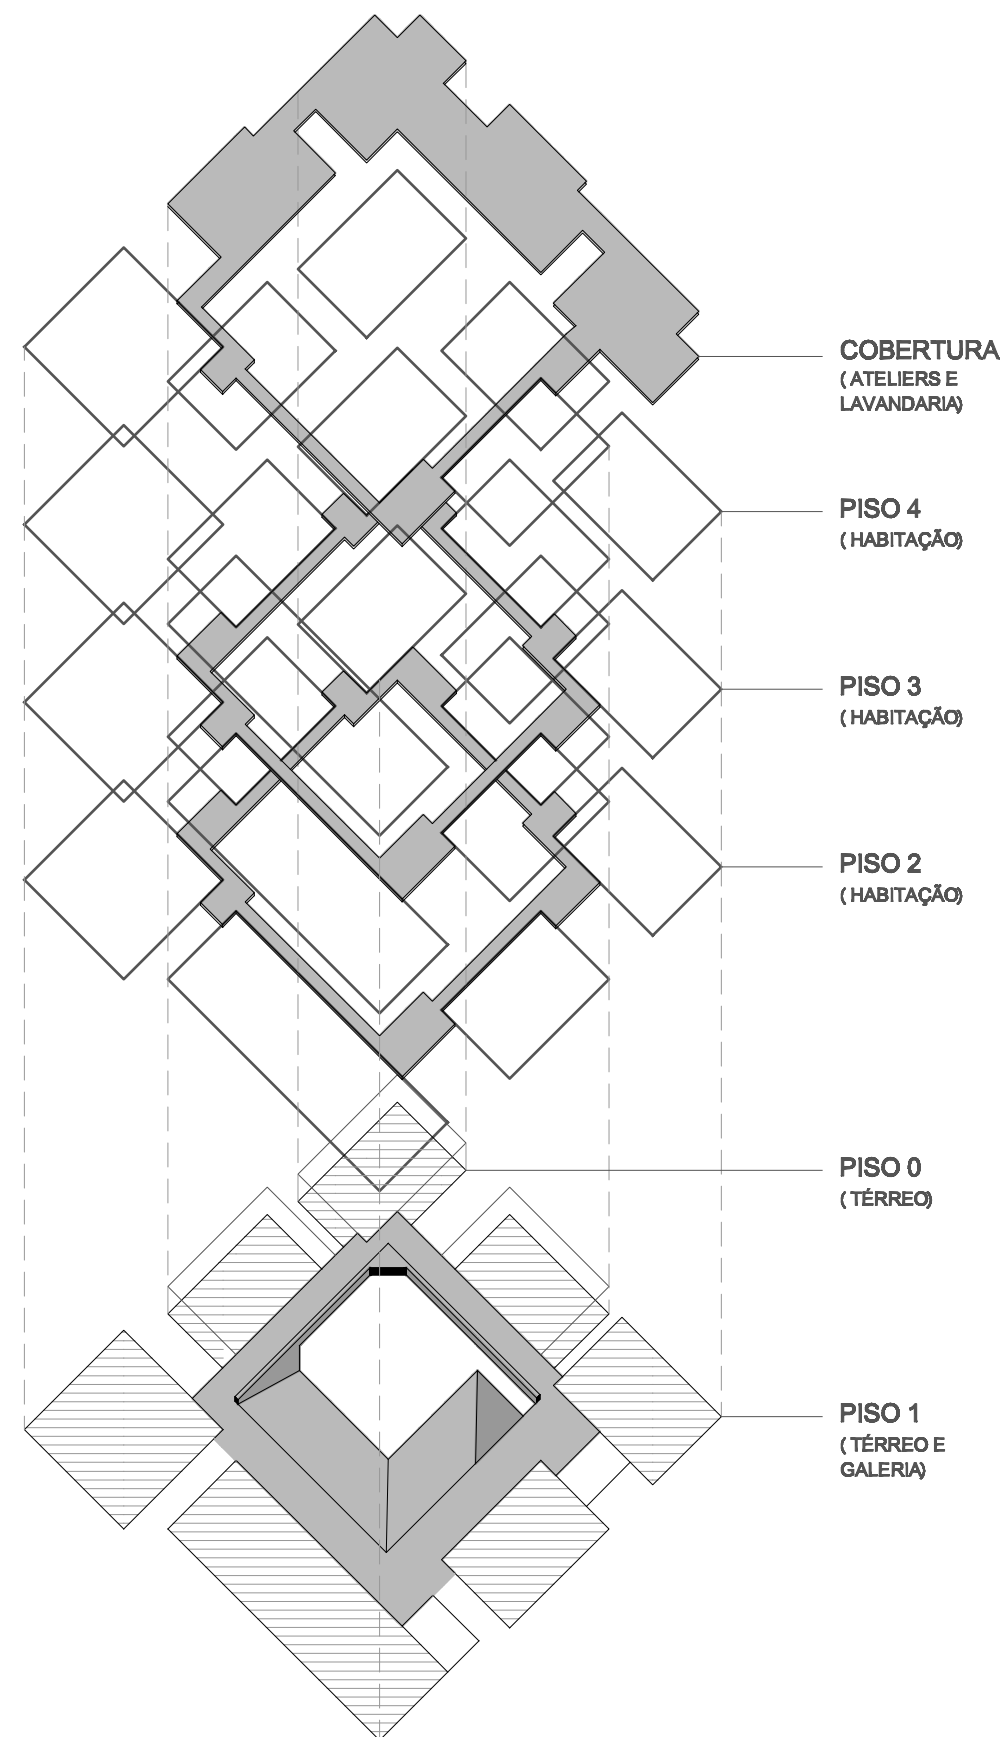 COBERTURA
( ATELIERS E
LAVANDARIA)
PISO 4
( HABITAÇÃO)
PISO 3
( HABITAÇÃO)
PISO 2
( HABITAÇÃO)
PISO 0
( TÉRREO)
PISO 1
( TÉRREO E
GALERIA)